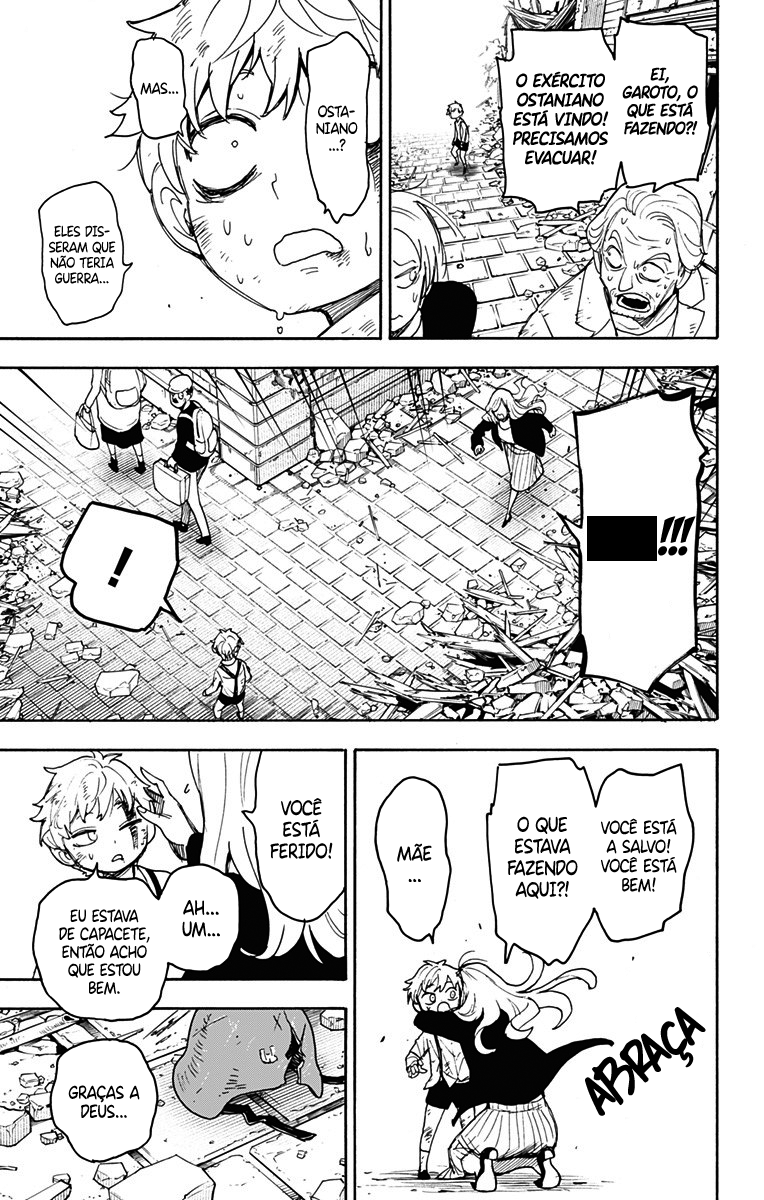 EI,
GAROTO, O
QUE ESTÁ
FAZENDO?!
O EXÉRCITO
OSTANIANO
ESTÁ VINDO!
PRECISAMOS
EVACUAR!
OSTA-
NIANO
...?
MAS...
ELES DIS-
SERAM QUE
NÃO TERIA
GUERRA...
!!!
!
VOCÊ ESTÁ
A SALVO!
VOCÊ ESTÁ
BEM!
O QUE
ESTAVA
FAZENDO
AQUI?!
MÃE
...
ABRAÇA
VOCÊ
ESTÁ
FERIDO!
AH...
UM...
EU ESTAVA
DE CAPACETE,
ENTÃO ACHO
QUE ESTOU
BEM.
GRAÇAS A
DEUS...